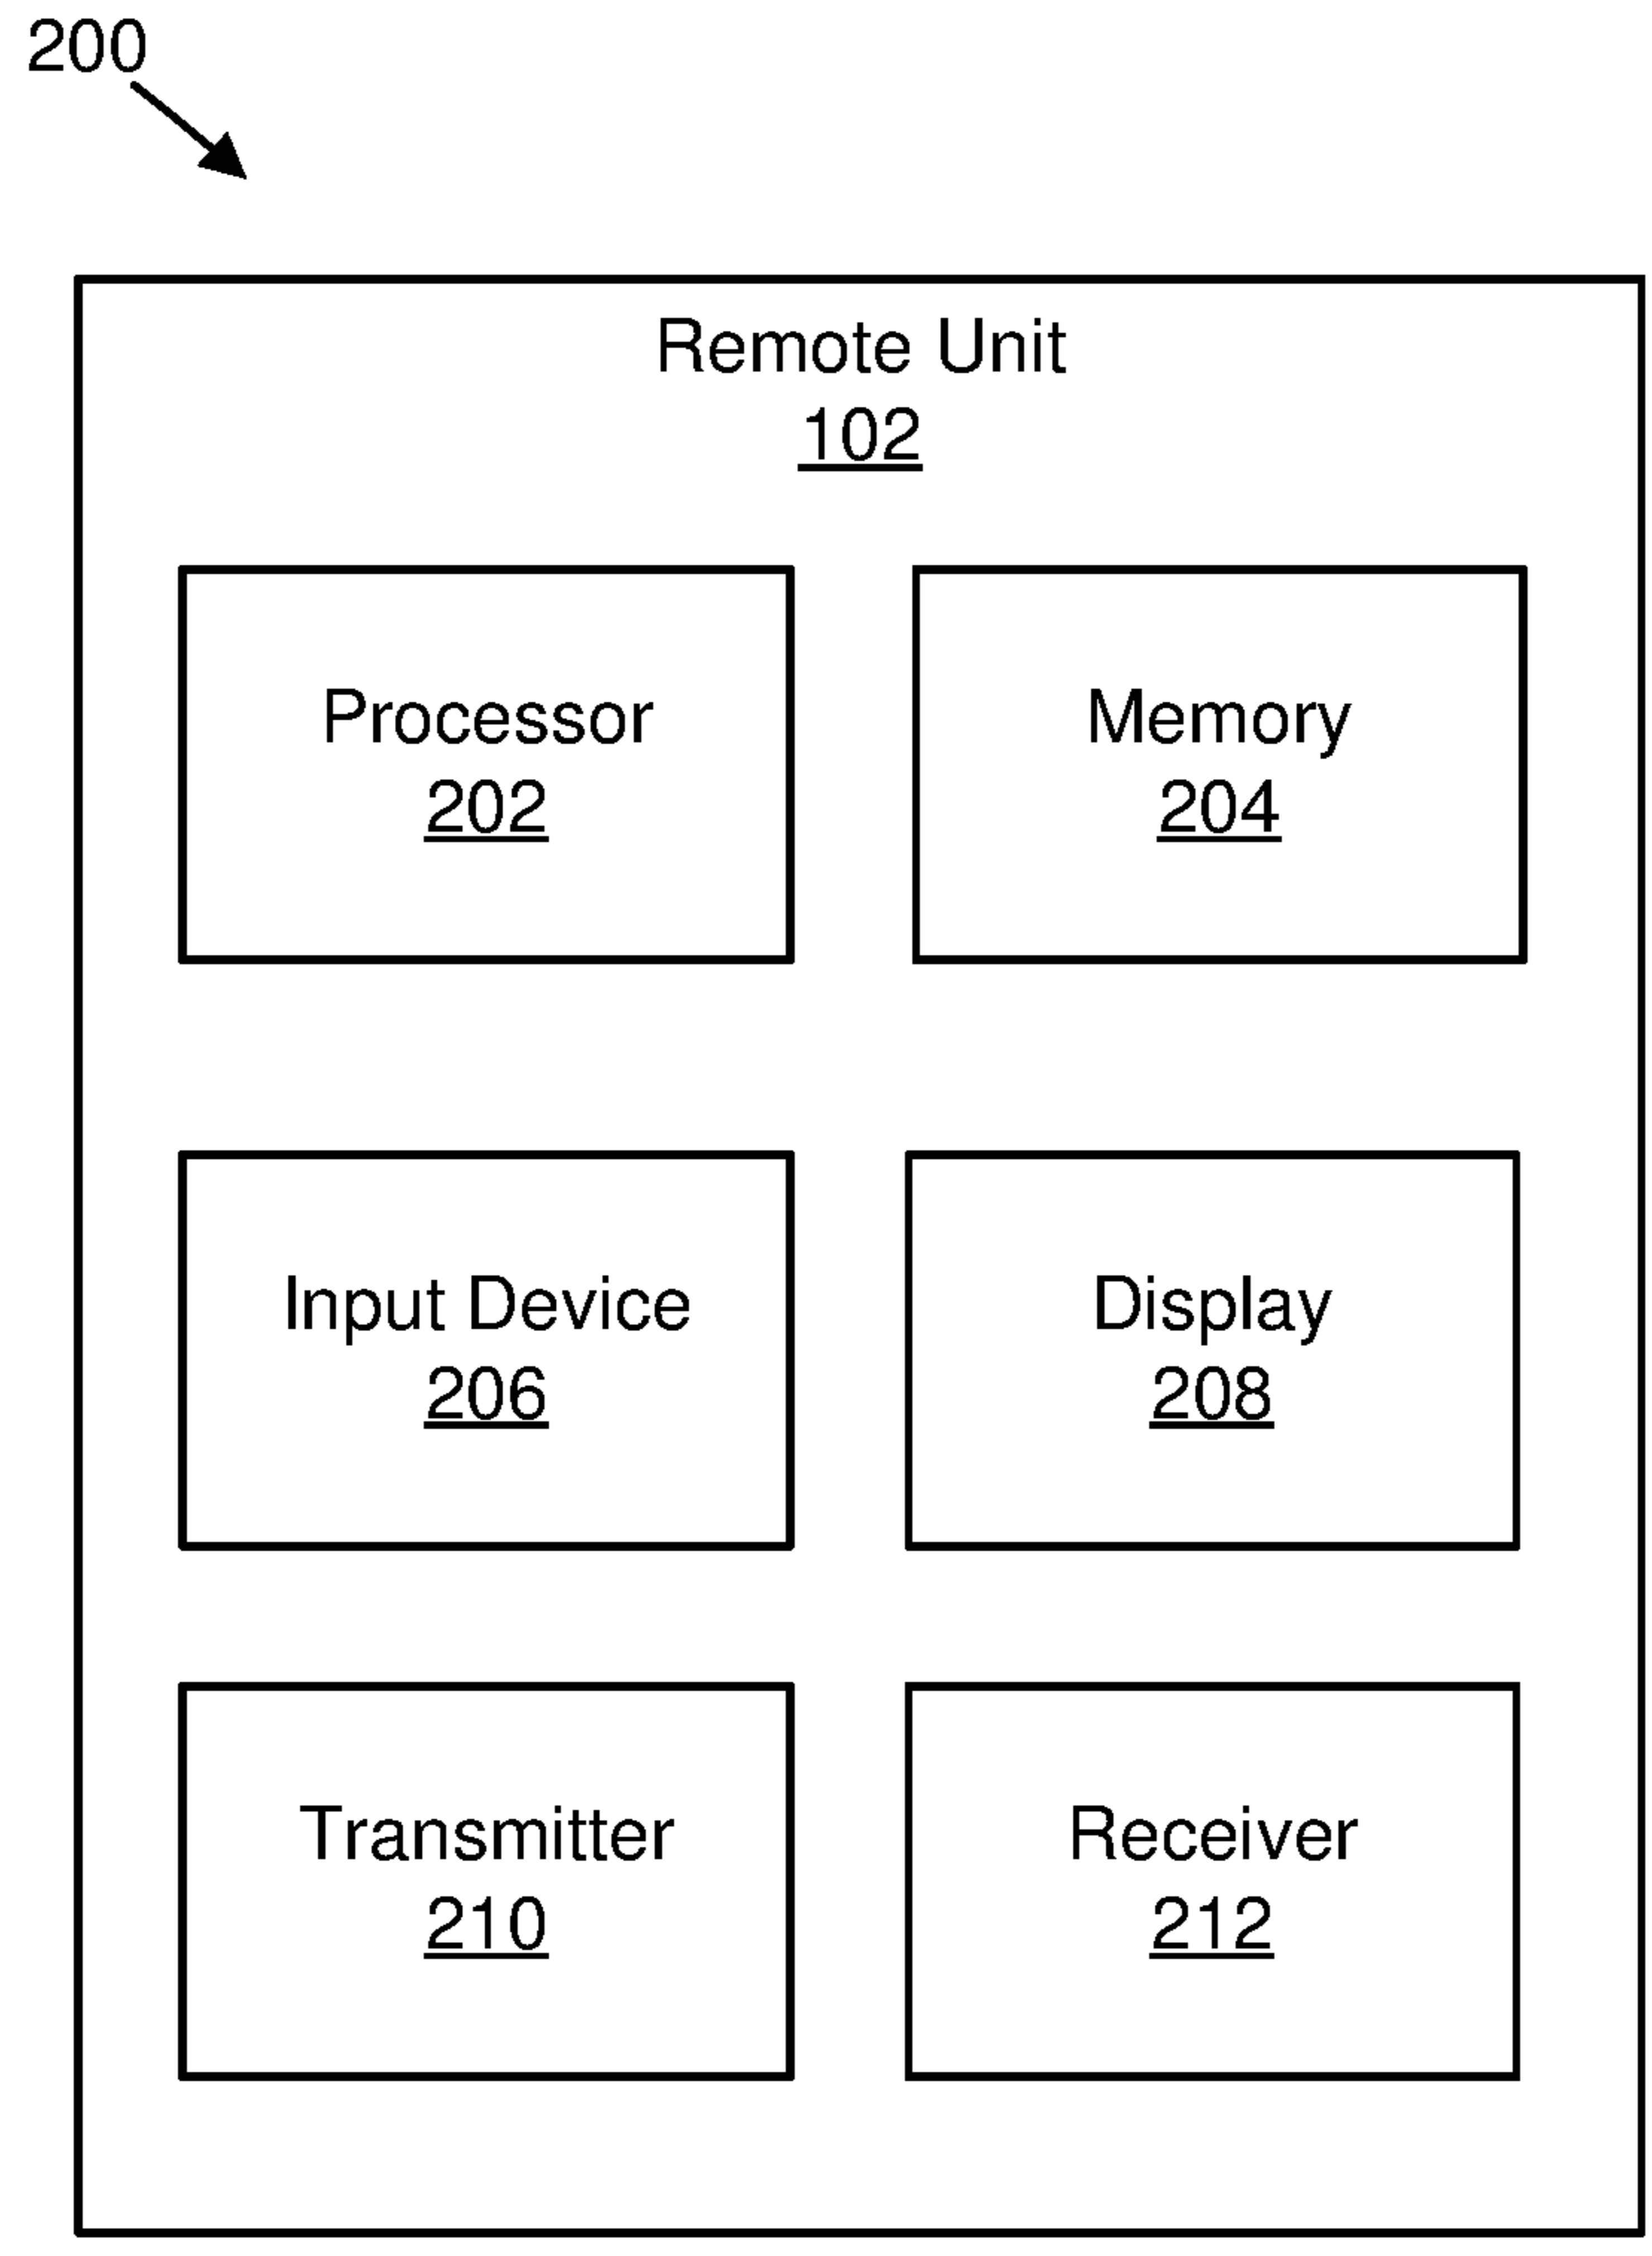 200
Remote Unit
102
Processor
202
Memory
204
Input Device
206
Display
208
Transmitter
210
Receiver
212